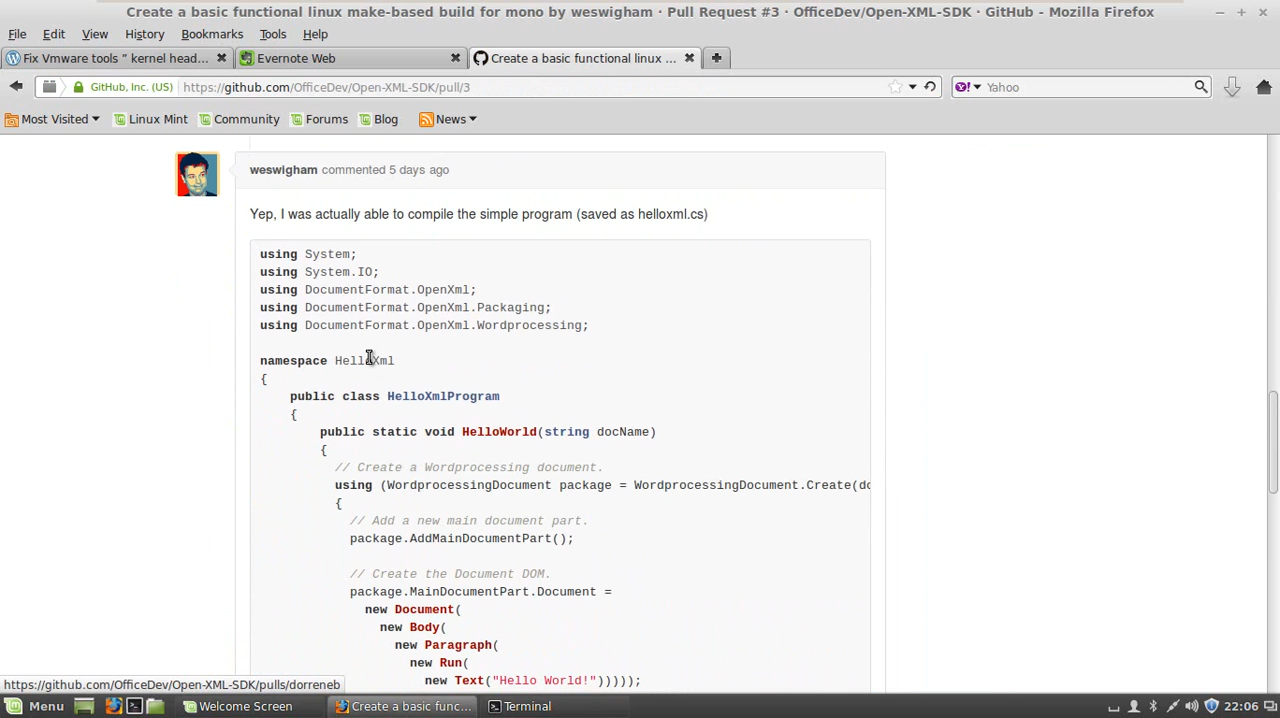 Create a basic functional linux make-based build for mono by weswigham · Pull Request #3 · OfficeDev/Open-XML-SDK · GitHub - Mozilla Firefox
File Edit View History Bookmarks Tools Help
Fix Vmware tools “ kernel head... Evernote Web Create a basic functional linux ...
GitHub, Inc. (US) https://github.com/OfficeDev/Open-XML-SDK/pull/3 Yahoo
Most Visited Linux Mint Community Forums Blog News
weswigham commented 5 days ago
Yep, I was actually able to compile the simple program (saved as helloxml.cs)
using System;
using System.IO;
using DocumentFormat.OpenXml;
using DocumentFormat.OpenXml.Packaging;
using DocumentFormat.OpenXml.Wordprocessing;
namespace HelloXml
{
public class HelloXmlProgram
{
public static void HelloWorld(string docName)
{
// Create a Wordprocessing document.
using (WordprocessingDocument package = WordprocessingDocument.Create(do
{
// Add a new main document part.
package.AddMainDocumentPart();
// Create the Document DOM.
package.MainDocumentPart.Document =
new Document(
new Body(
new Paragraph(
new Run(
new Text("Hello World!")))));
https://github.com/OfficeDev/Open-XML-SDK/pulls/dorreneb
Menu Welcome Screen Create a basic func... Terminal 22:06